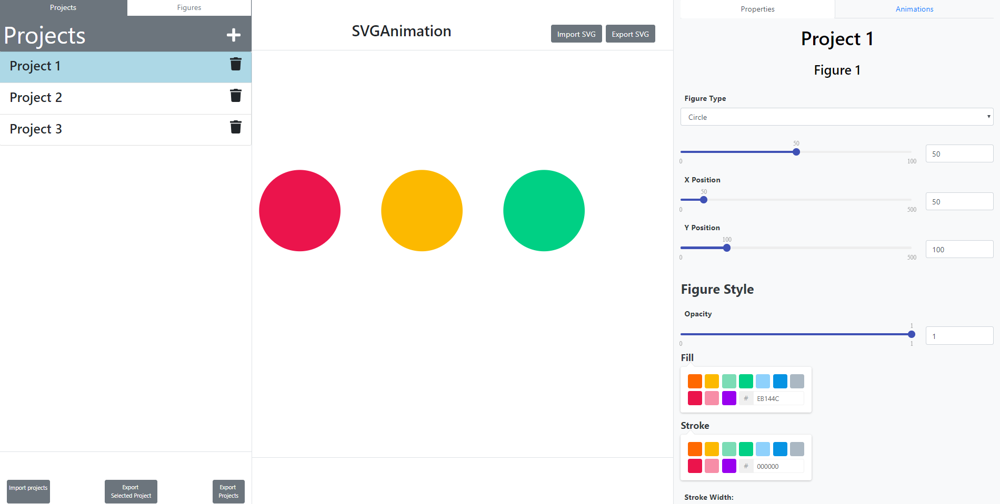 Projects
Figures
Projects
Project 1
Project 2
Project 3
Import projects
Export
Selected Project
Export
Projects
SVGAnimation
Import SVG
Export SVG
Properties
Animations
Project 1
Figure 1
Figure Type
Circle
50
0
100
50
X Position
50
0
500
50
Y Position
100
0
500
100
Figure Style
Opacity
1
0
1
1
Fill
# EB144C
Stroke
# 000000
Stroke Width: